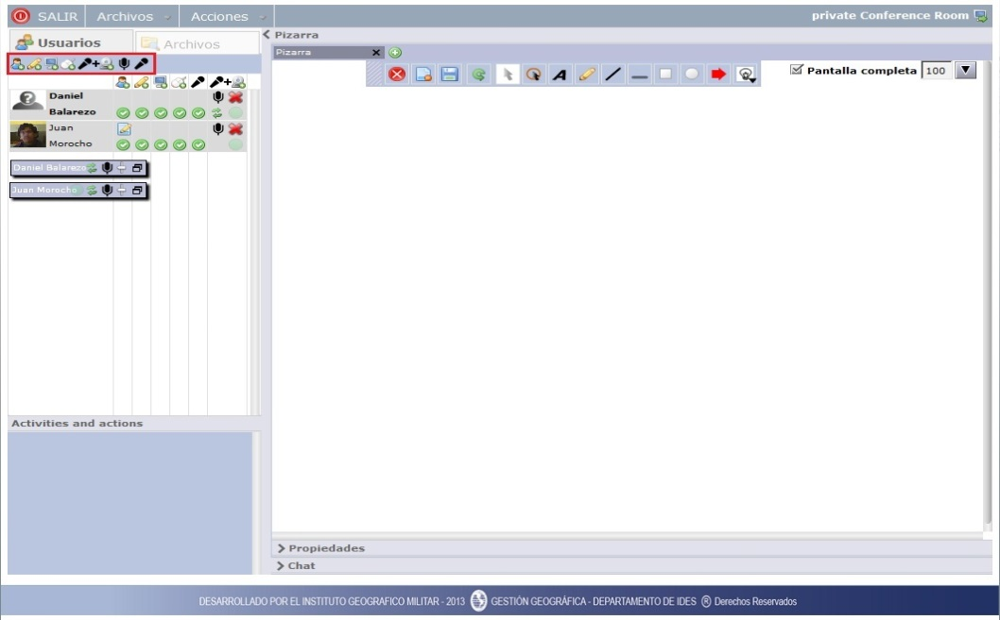 SALIR Archivos Acciones private Conference Room
Usuarios Archivos
Pizarra
Pizarra
Pantalla completa 100
Daniel
Balarezo
Juan
Morocho
Daniel Balarezo
Juan Morocho
Activities and actions
Propiedades
Chat
DESARROLLADO POR EL INSTITUTO GEOGRAFICO MILITAR - 2013 GESTIÓN GEOGRÁFICA - DEPARTAMENTO DE IDES ® Derechos Reservados